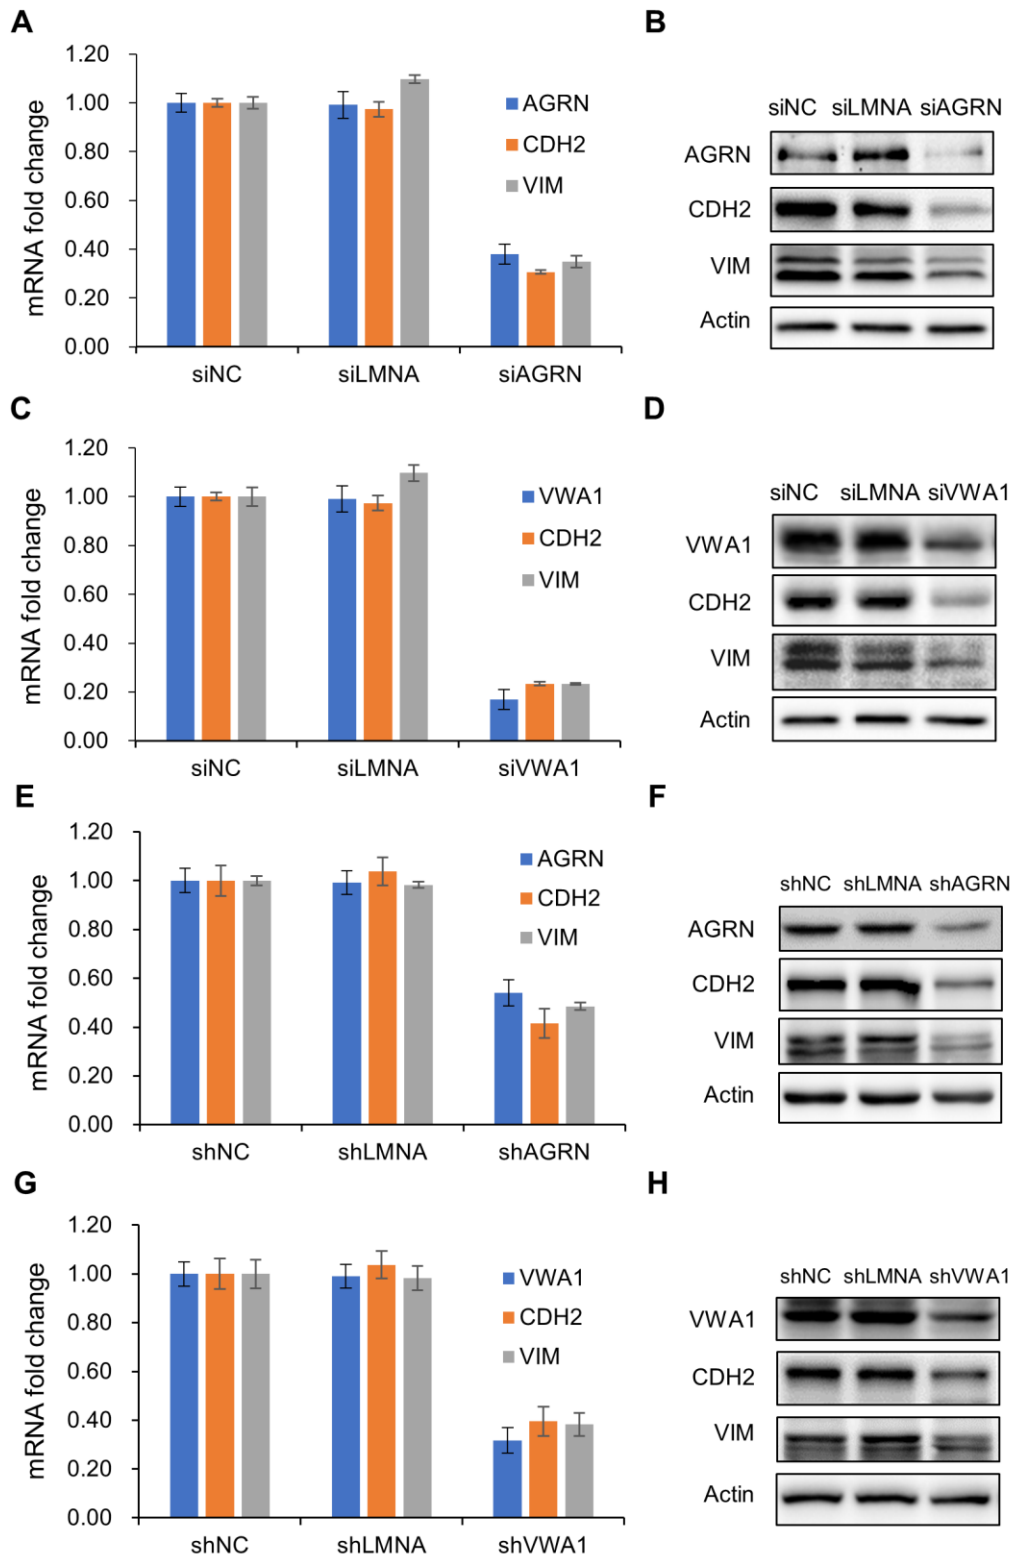 A
mRNA fold change
1.20
1.00
0.80
0.60
0.40
0.20
0.00
AGRN
CDH2
VIM
siNC siLMNA siAGRN
B
siNC siLMNA siAGRN
AGRN
CDH2
VIM
Actin
C
mRNA fold change
1.20
1.00
0.80
0.60
0.40
0.20
0.00
VWA1
CDH2
VIM
siNC siLMNA siVWA1
D
siNC siLMNA siVWA1
VWA1
CDH2
VIM
Actin
E
mRNA fold change
1.20
1.00
0.80
0.60
0.40
0.20
0.00
AGRN
CDH2
VIM
shNC shLMNA shAGRN
F
shNC shLMNA shAGRN
AGRN
CDH2
VIM
Actin
G
mRNA fold change
1.20
1.00
0.80
0.60
0.40
0.20
0.00
VWA1
CDH2
VIM
shNC shLMNA shVWA1
H
shNC shLMNA shVWA1
VWA1
CDH2
VIM
Actin